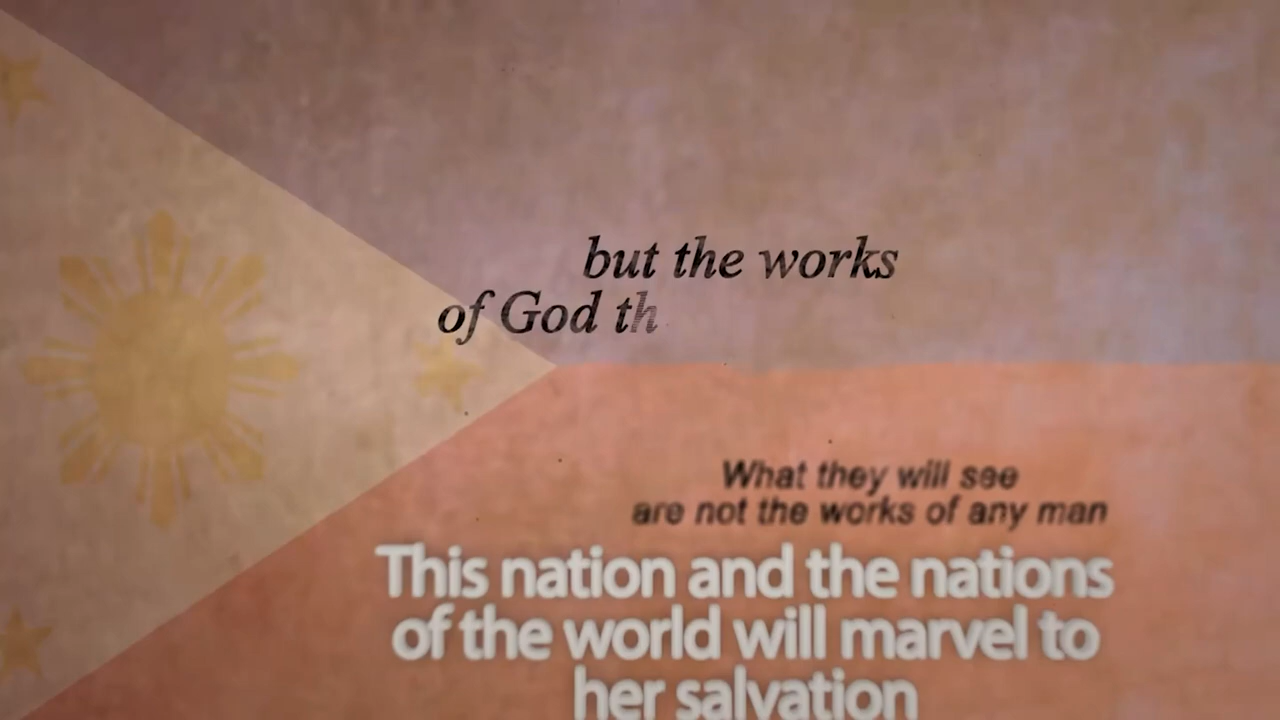 but the works
of God th
What they will see
are not the works of any man
This nation and the nations
of the world will marvel to
her salvation